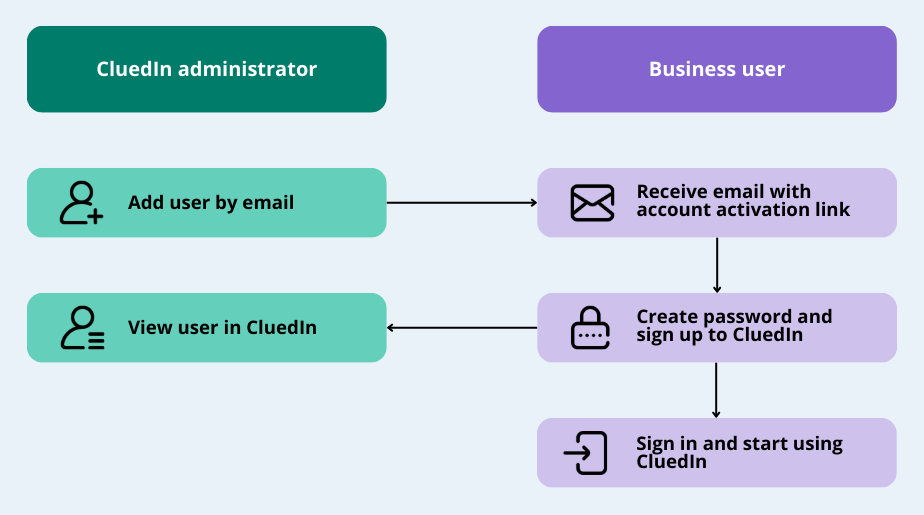 CluedIn administrator
Business user
Add user by email
Receive email with
account activation link
View user in CluedIn
Create password and
sign up to CluedIn
Sign in and start using
CluedIn